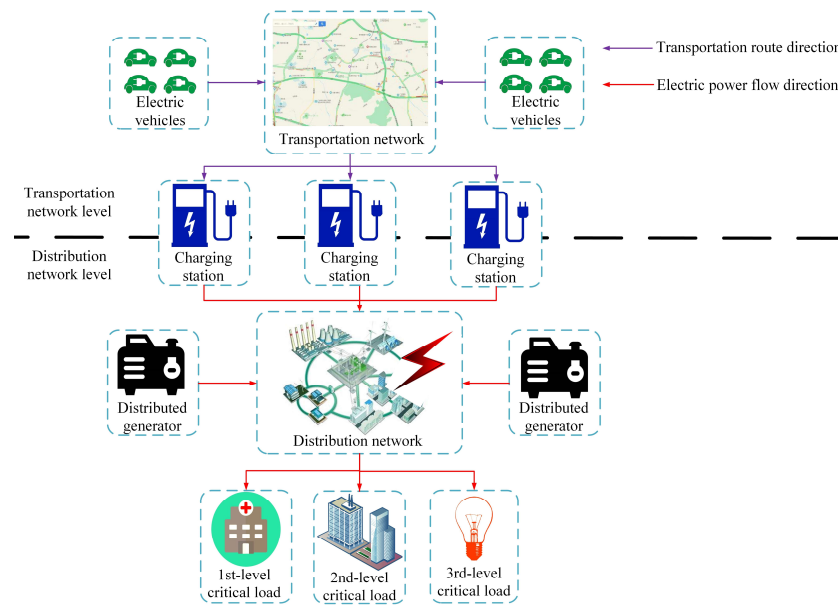 Electric
vehicles
Transportation network
Electric
vehicles
Transportation route direction
Electric power flow direction
Transportation
network level
Distribution
network level
Charging
station
Charging
station
Charging
station
Distributed
generator
Distribution network
Distributed
generator
1st-level
critical load
2nd-level
critical load
3rd-level
critical load